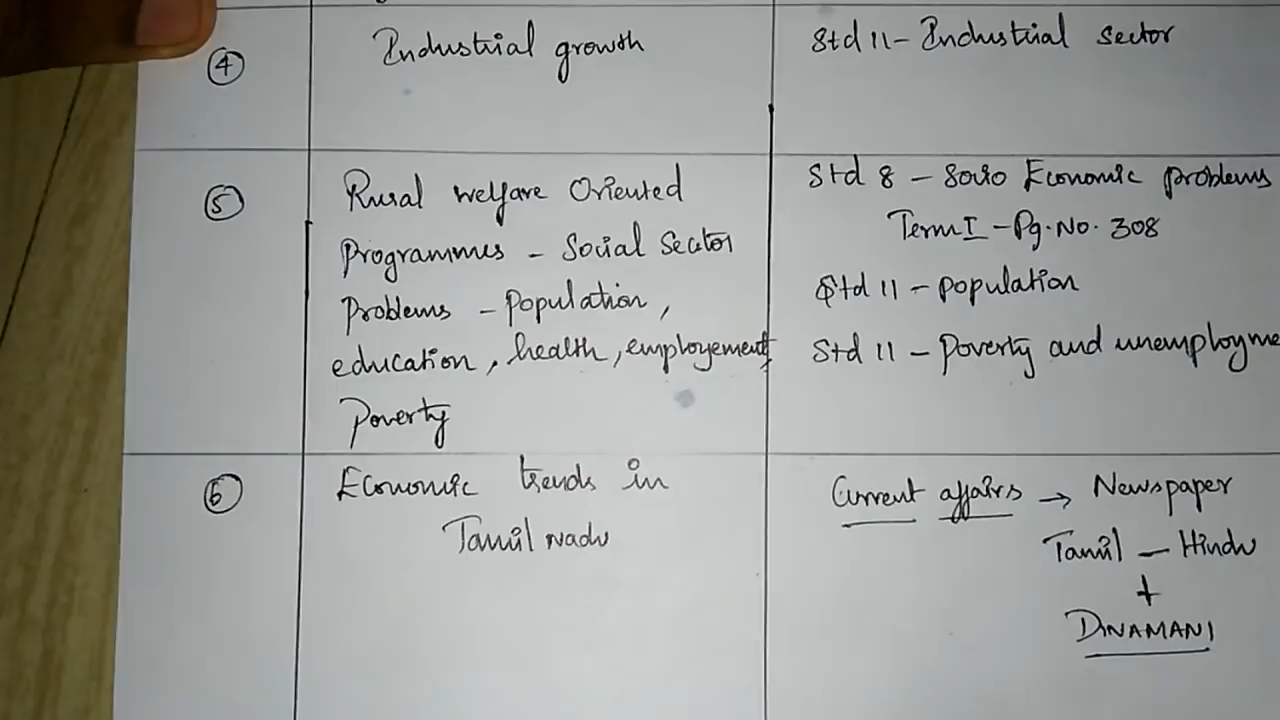 ④ Industrial growth Std 11 - Industrial sector
⑤ Rural welfare Oriented
Programmes - Social Sector
Problems - population,
education, health, employement,
Poverty
Std 8 - Socio Economic problems
Term I - Pg.No. 308
Std 11 - population
Std 11 - Poverty and unemployme
⑥ Economic trends in
Tamil nadu
Current affairs → Newspaper
Tamil - Hindu
+
DINAMANI